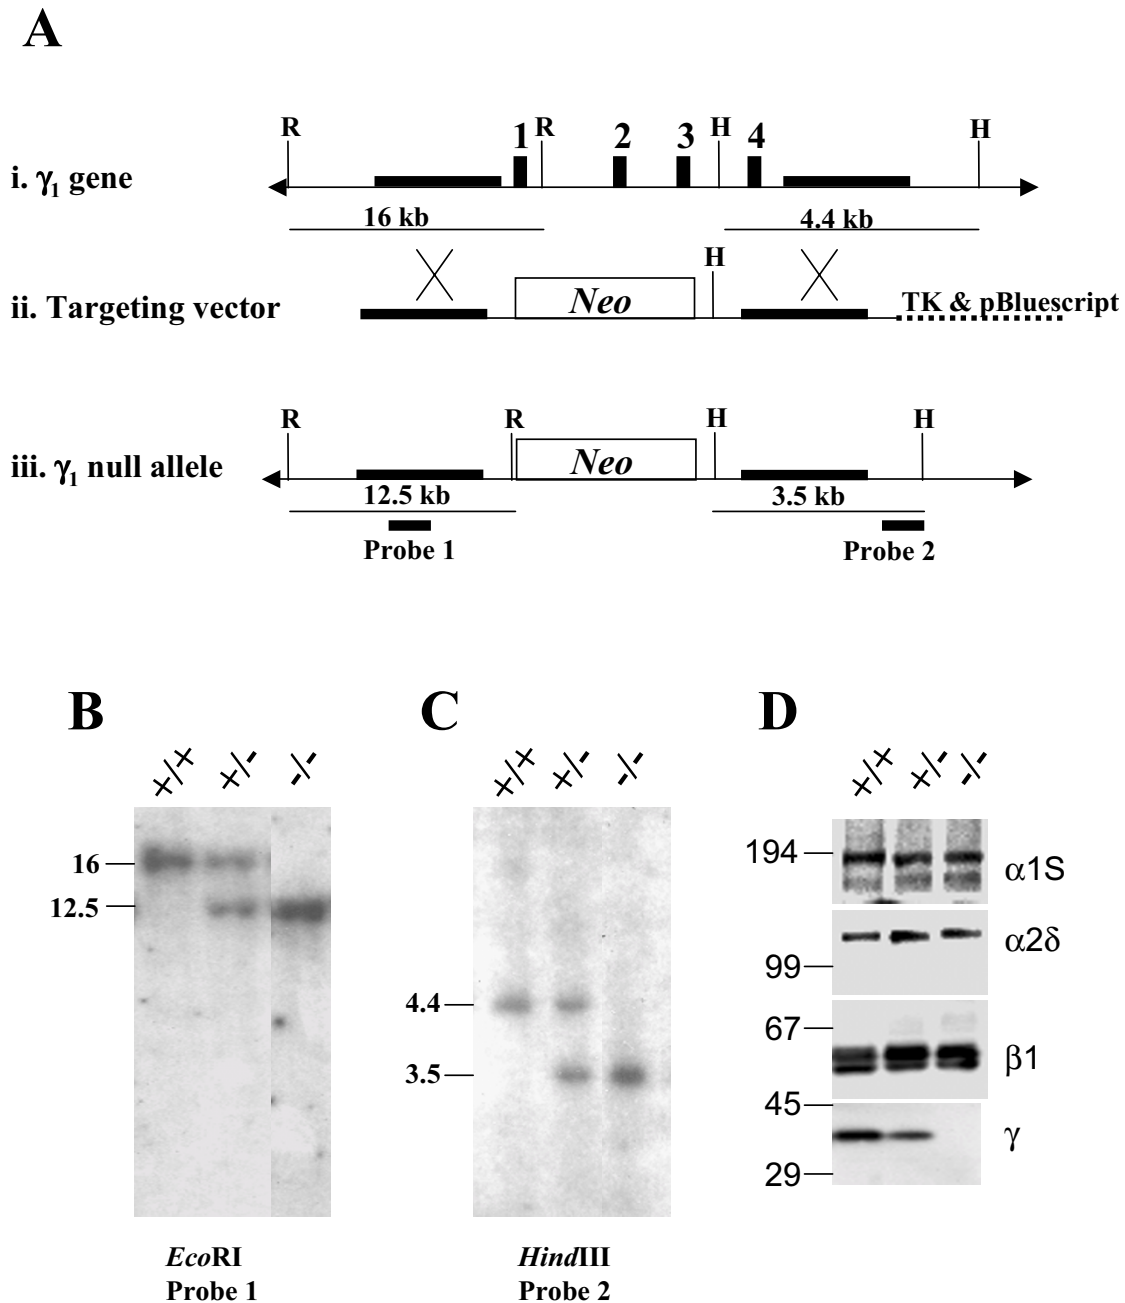 A
R 1 R 2 3 H 4 H
i. γ1 gene
16 kb 4.4 kb
H
ii. Targeting vector Neo TK & pBluescript
R R H H
iii. γ1 null allele Neo
12.5 kb 3.5 kb
Probe 1 Probe 2
B C D
+/+ +/- -/- +/+ +/- -/- +/+ +/- -/-
16
12.5
4.4
3.5
194
α1S
α2δ
99
67
β1
45
γ
29
EcoRI HindIII
Probe 1 Probe 2